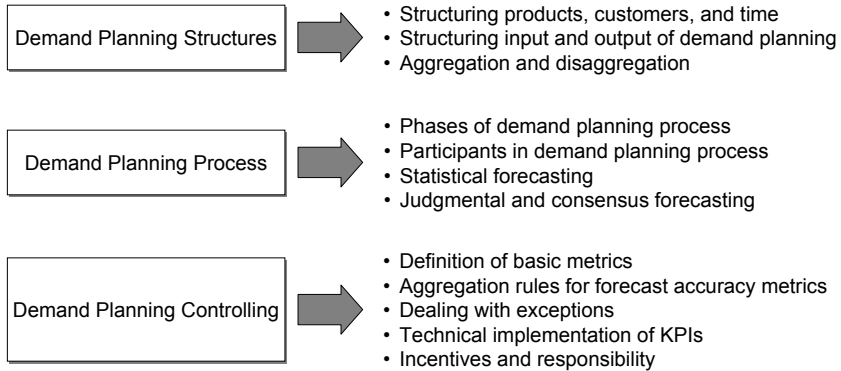 Demand Planning Structures
• Structuring products, customers, and time
• Structuring input and output of demand planning
• Aggregation and disaggregation
Demand Planning Process
• Phases of demand planning process
• Participants in demand planning process
• Statistical forecasting
• Judgmental and consensus forecasting
Demand Planning Controlling
• Definition of basic metrics
• Aggregation rules for forecast accuracy metrics
• Dealing with exceptions
• Technical implementation of KPIs
• Incentives and responsibility